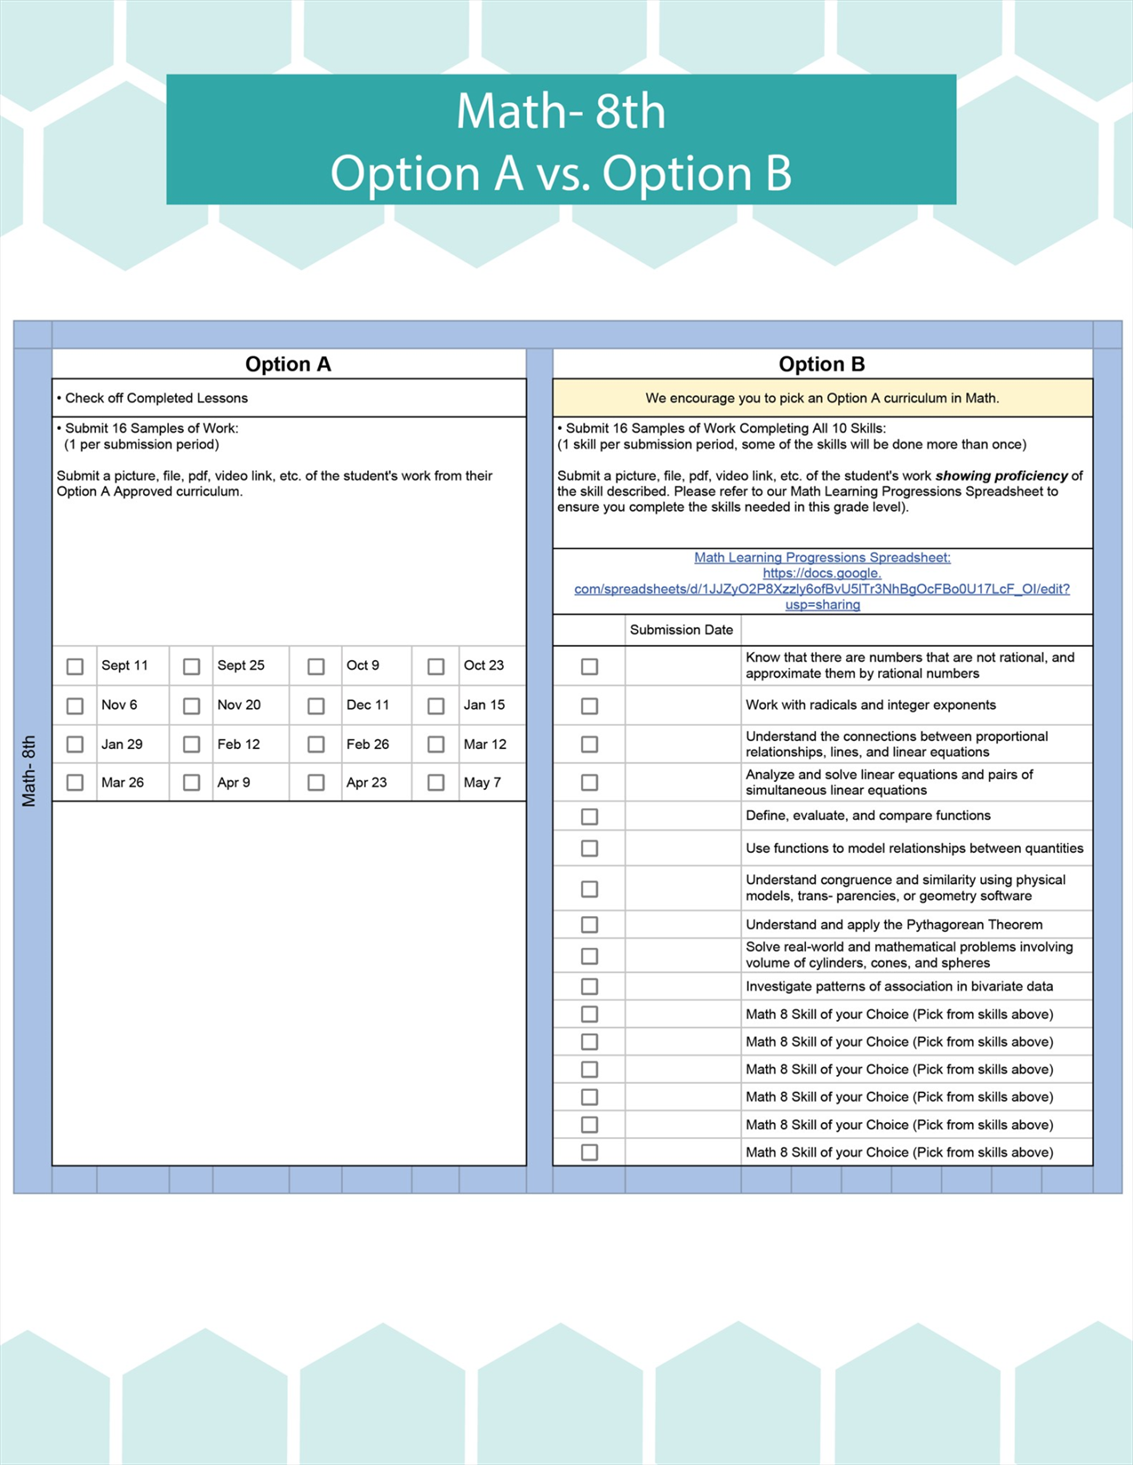 Math- 8th
Option A vs. Option B
Math- 8th
Option A
• Check off Completed Lessons
• Submit 16 Samples of Work:
(1 per submission period)
Submit a picture, file, pdf, video link, etc. of the student's work from their
Option A Approved curriculum.
Sept 11 Sept 25 Oct 9 Oct 23
Nov 6 Nov 20 Dec 11 Jan 15
Jan 29 Feb 12 Feb 26 Mar 12
Mar 26 Apr 9 Apr 23 May 7
Option B
We encourage you to pick an Option A curriculum in Math.
• Submit 16 Samples of Work Completing All 10 Skills:
(1 skill per submission period, some of the skills will be done more than once)
Submit a picture, file, pdf, video link, etc. of the student's work showing proficiency of
the skill described. Please refer to our Math Learning Progressions Spreadsheet to
ensure you complete the skills needed in this grade level).
Math Learning Progressions Spreadsheet:
https://docs.google.
com/spreadsheets/d/1JJZyO2P8Xzzly6ofBvU5lTr3NhBgOcFBo0U17LcF_OI/edit?
usp=sharing
Submission Date
Know that there are numbers that are not rational, and
approximate them by rational numbers
Work with radicals and integer exponents
Understand the connections between proportional
relationships, lines, and linear equations
Analyze and solve linear equations and pairs of
simultaneous linear equations
Define, evaluate, and compare functions
Use functions to model relationships between quantities
Understand congruence and similarity using physical
models, trans- parencies, or geometry software
Understand and apply the Pythagorean Theorem
Solve real-world and mathematical problems involving
volume of cylinders, cones, and spheres
Investigate patterns of association in bivariate data
Math 8 Skill of your Choice (Pick from skills above)
Math 8 Skill of your Choice (Pick from skills above)
Math 8 Skill of your Choice (Pick from skills above)
Math 8 Skill of your Choice (Pick from skills above)
Math 8 Skill of your Choice (Pick from skills above)
Math 8 Skill of your Choice (Pick from skills above)